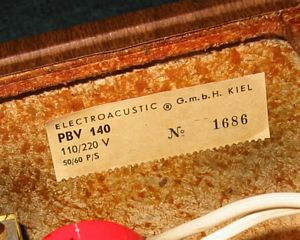 ELECTROACUSTIC ® G.m.b.H. KIEL
PBV 140
110/220 V
50/60 P/S
№ 1686